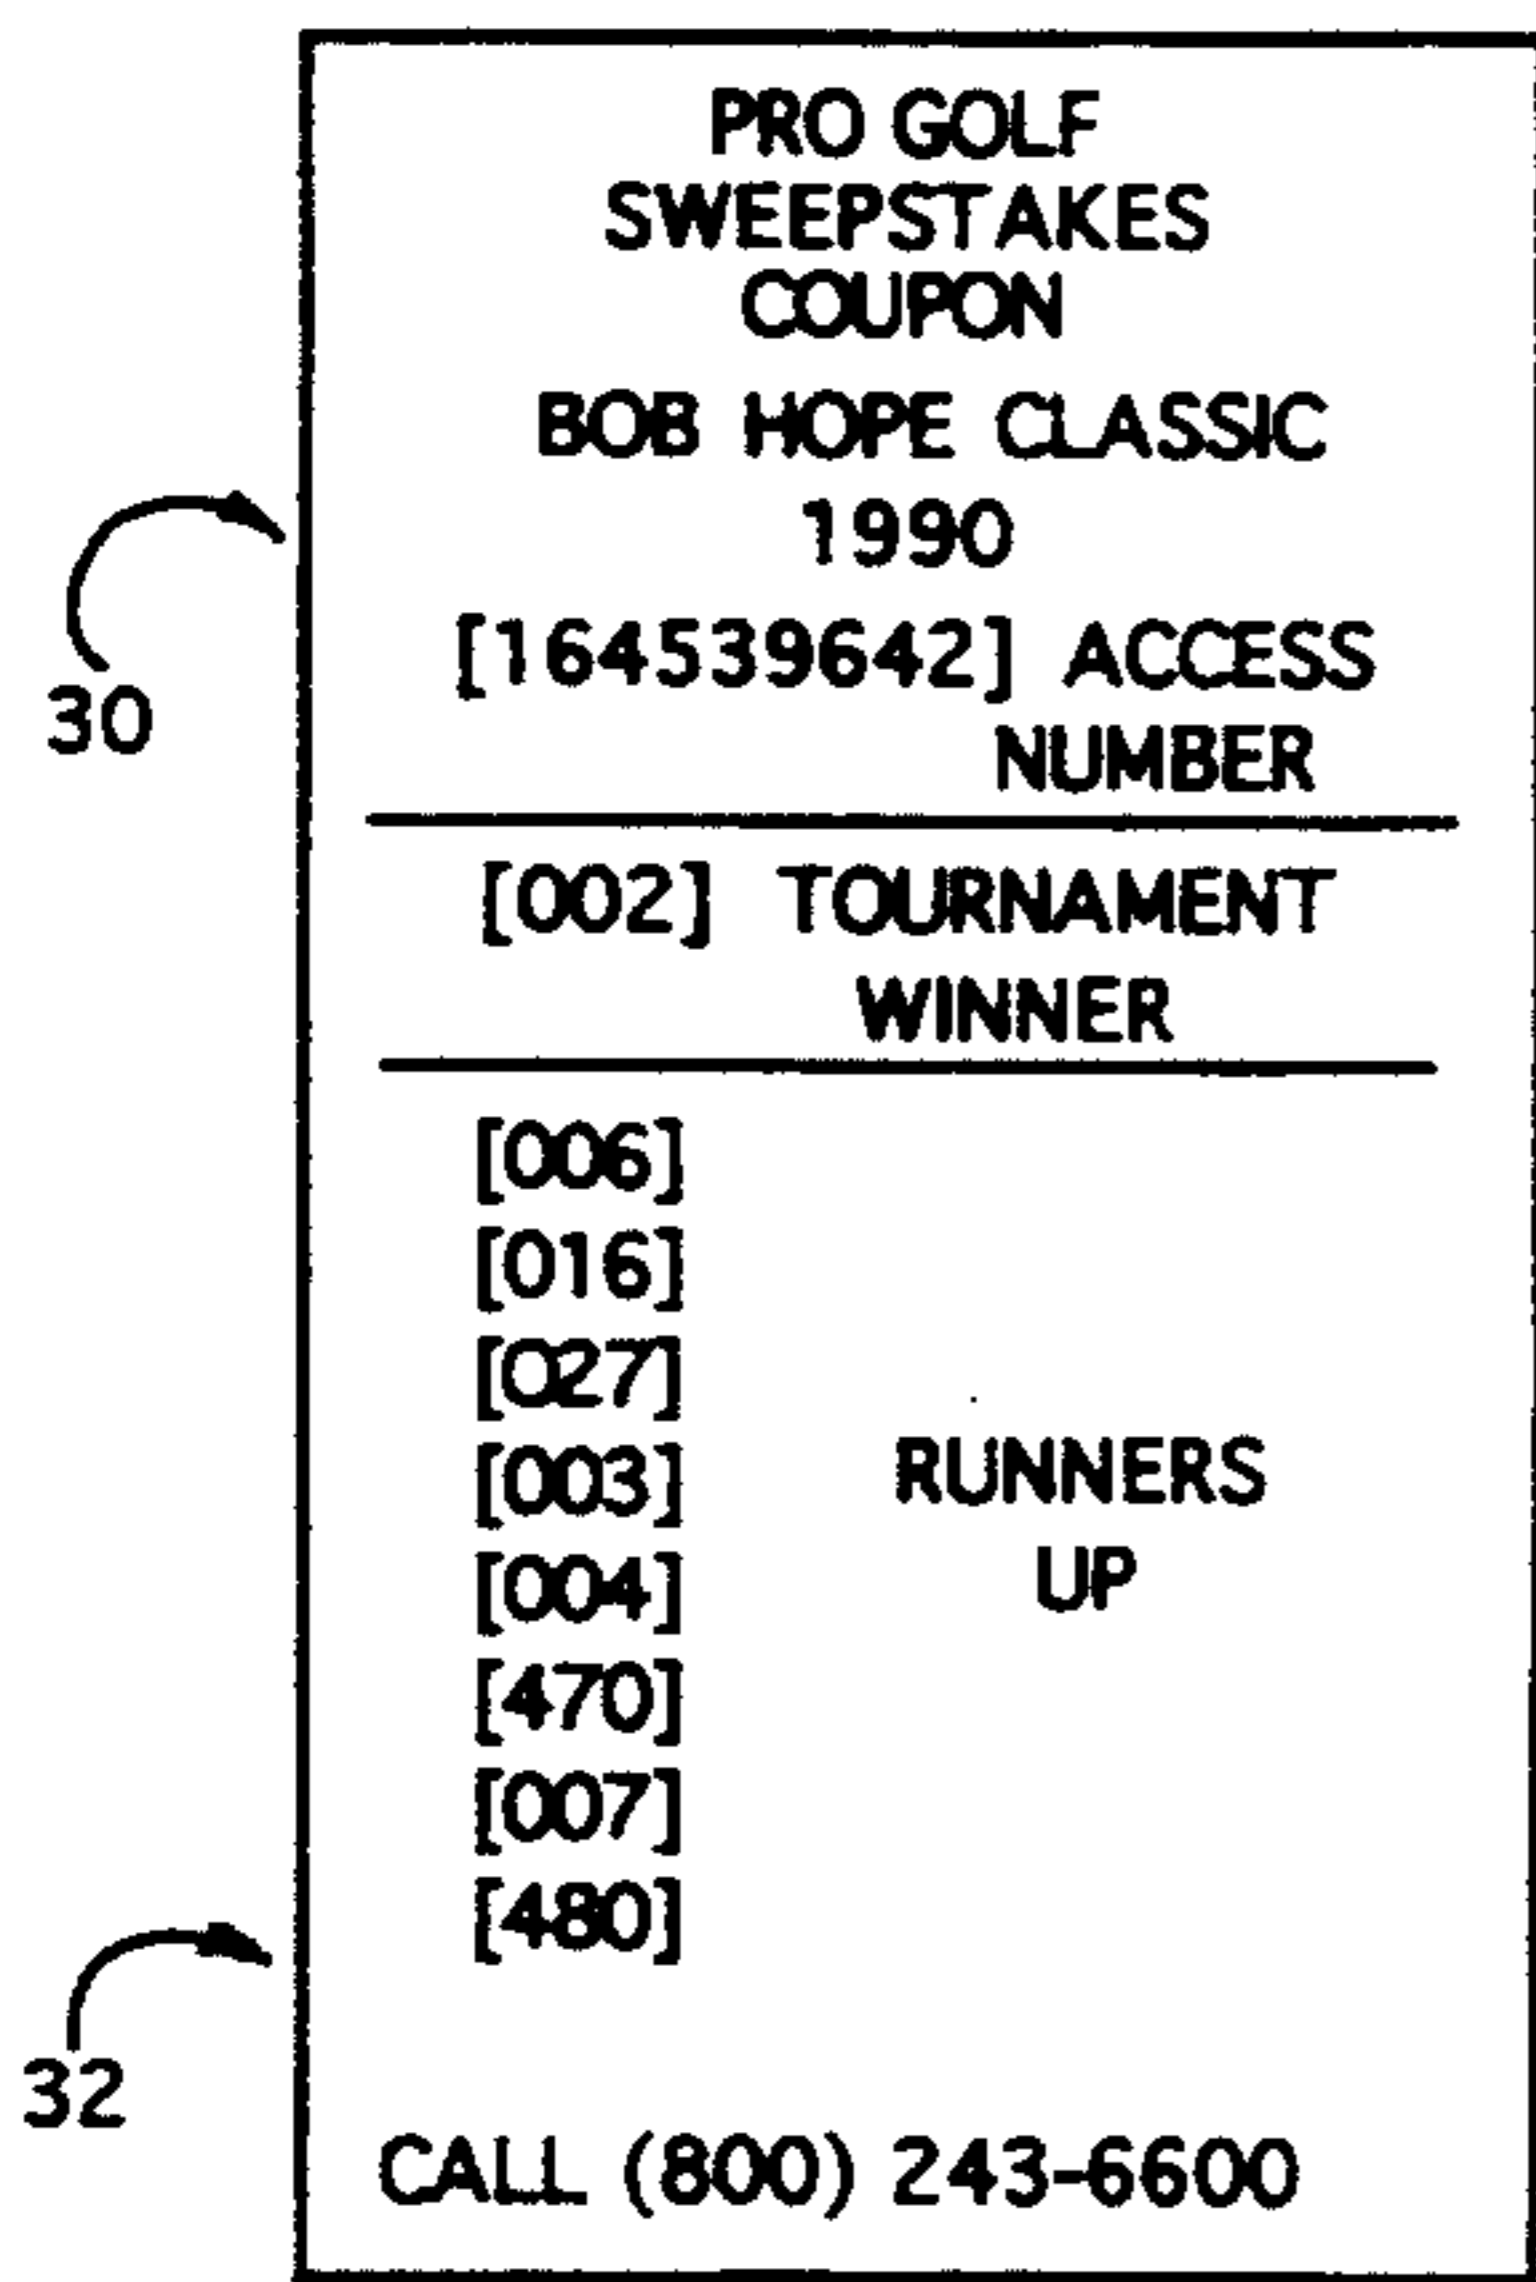 PRO GOLF
SWEEPSTAKES
COUPON
BOB HOPE CLASSIC
1990
[164539642] ACCESS
NUMBER
30
[002] TOURNAMENT
WINNER
[006]
[016]
[027]
[003] RUNNERS
[004] UP
[470]
[007]
[480]
32
CALL (800) 243-6600